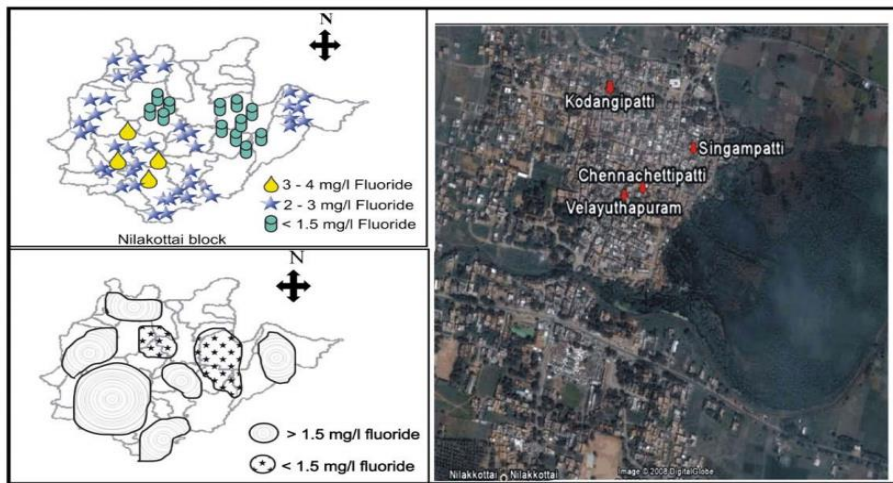 N
3 - 4 mg/l Fluoride
2 - 3 mg/l Fluoride
< 1.5 mg/l Fluoride
Nilakottai block
N
> 1.5 mg/l fluoride
< 1.5 mg/l fluoride
Kodangipatti
Singampatti
Chennachettipatti
Velayuthapuram
Nilakkottai Nilakkottai
Image © 2008 DigitalGlobe